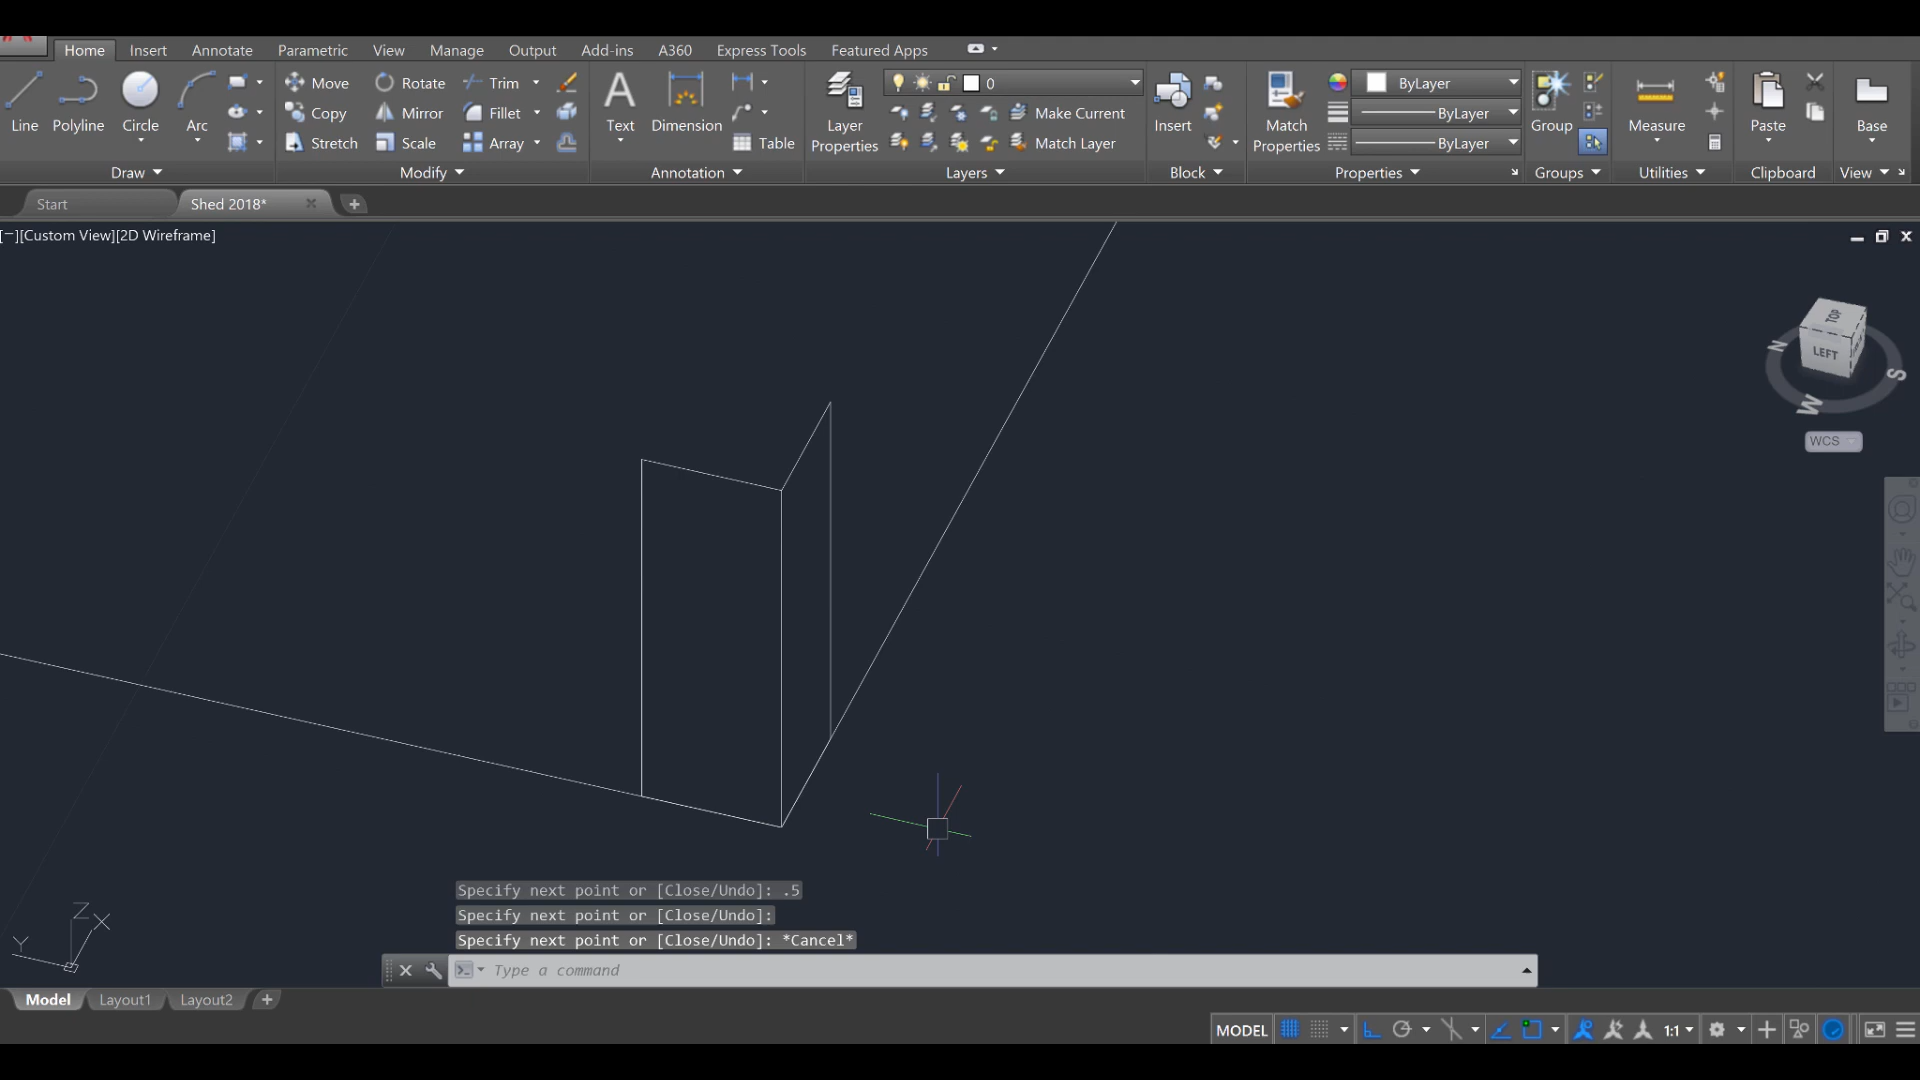 Home Insert Annotate Parametric View Manage Output Add-ins A360 Express Tools Featured Apps
Line Polyline Circle Arc
Move Rotate Trim
Copy Mirror Fillet
Stretch Scale Array
Text Dimension Table
Layer Properties
0
Make Current
Match Layer
Insert
Match Properties
ByLayer
ByLayer
ByLayer
Group Measure Paste Base
Draw Modify Annotation Layers Block Properties Groups Utilities Clipboard View
Start Shed 2018*
[−][Custom View][2D Wireframe]
TOP
LEFT
N
S
W
WCS
Specify next point or [Close/Undo]: .5
Specify next point or [Close/Undo]:
Specify next point or [Close/Undo]: *Cancel*
Z
X
Y
Type a command
Model Layout1 Layout2
MODEL 1:1